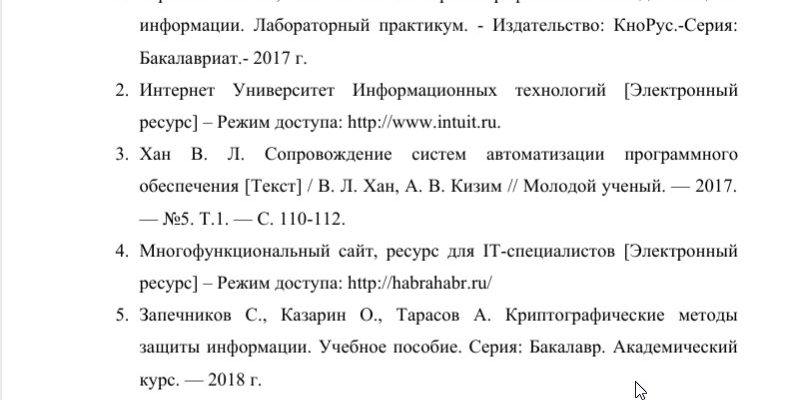 информации. Лабораторный практикум. - Издательство: КноРус.-Серия:
Бакалавриат.- 2017 г.
2. Интернет Университет Информационных технологий [Электронный
ресурс] – Режим доступа: http://www.intuit.ru.
3. Хан В. Л. Сопровождение систем автоматизации программного
обеспечения [Текст] / В. Л. Хан, А. В. Кизим // Молодой ученый. — 2017.
— №5. Т.1. — С. 110-112.
4. Многофункциональный сайт, ресурс для IT-специалистов [Электронный
ресурс] – Режим доступа: http://habrahabr.ru/
5. Запечников С., Казарин О., Тарасов А. Криптографические методы
защиты информации. Учебное пособие. Серия: Бакалавр. Академический
курс. — 2018 г.